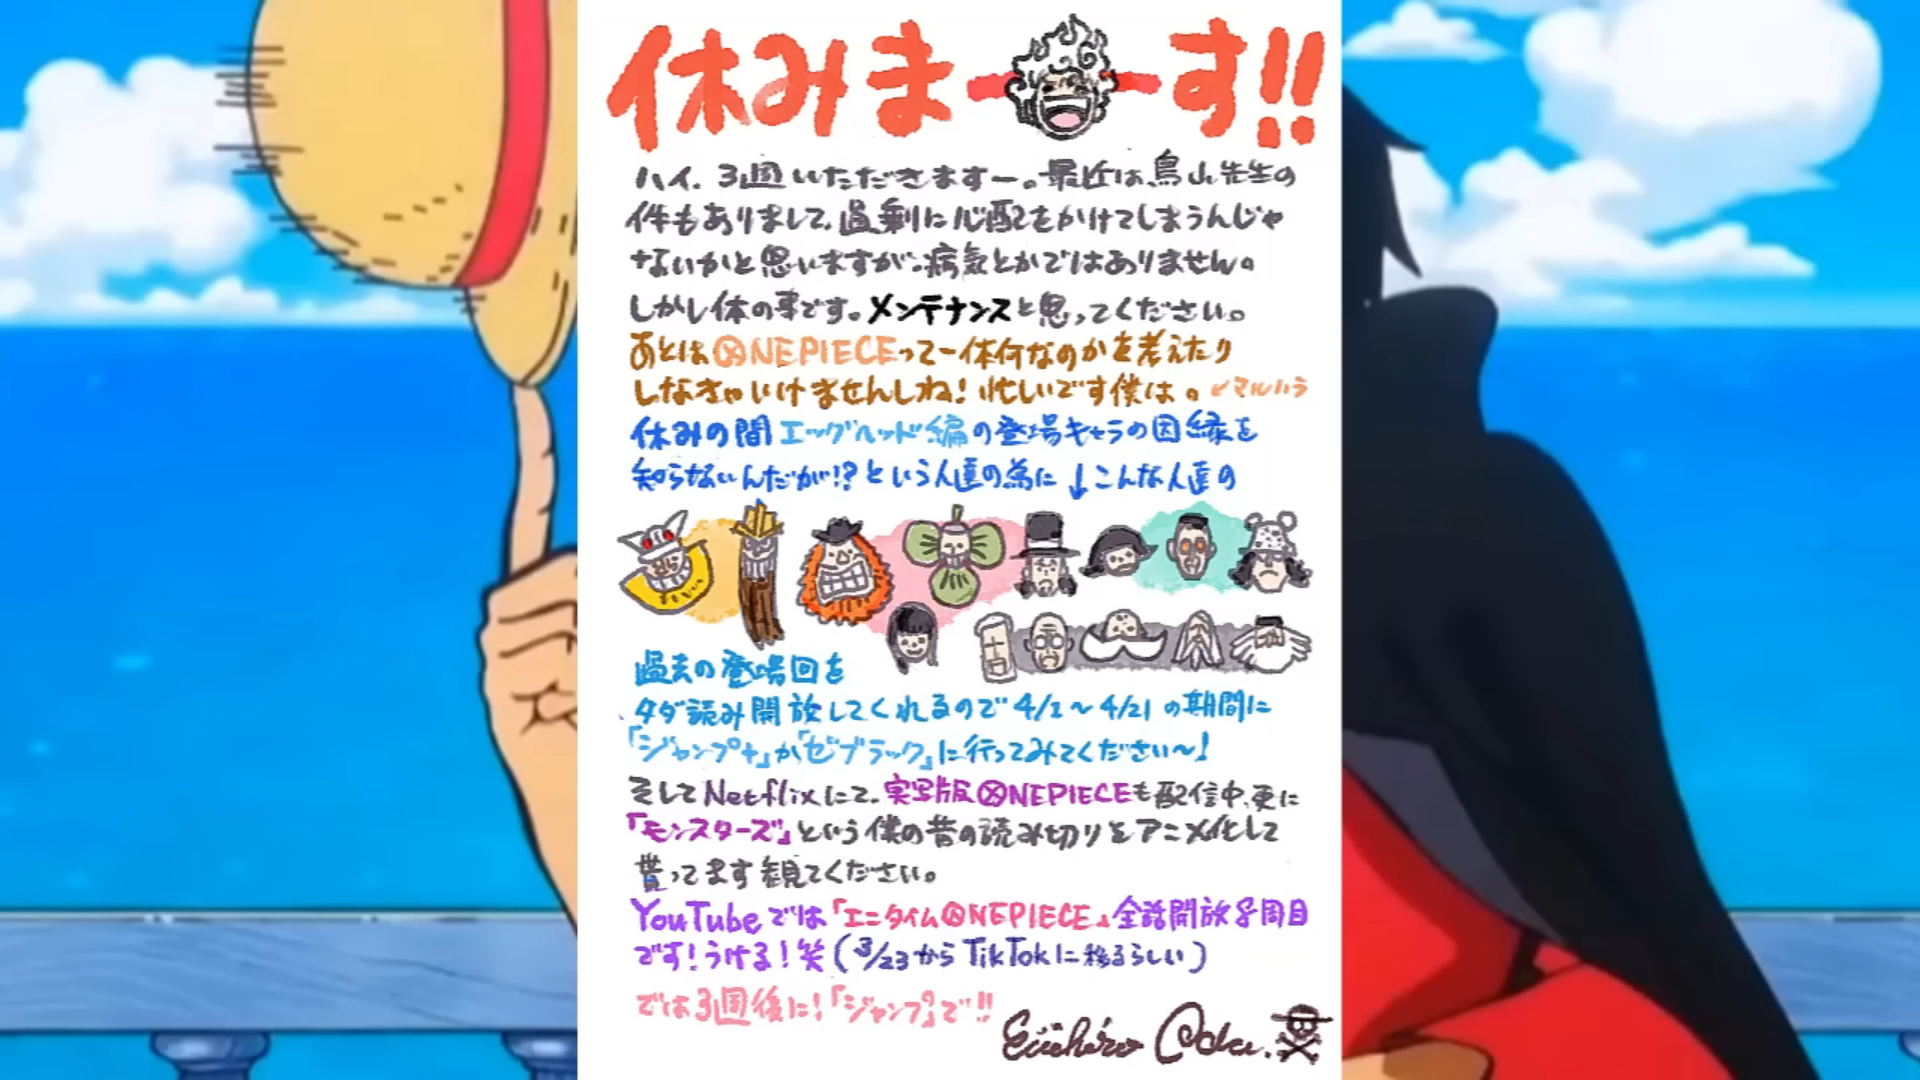 休みまーーす!!
ハイ、3週いただきますー。最近は鳥山先生の
件もありまして、過剰に心配をかけてしまうんじゃ
ないかと思いますが、病気とかではありません。
しかし体の事です。メンテナンスと思ってください。
あとはONEPIECEって一体何なのかを考えたり
しなきゃいけませんしね!忙しいです僕は。←マルハラ
休みの間エッグヘッド編の登場キャラの因縁を
知らないんだが!?という人達の為に↓こんな人達の
過去の登場回を
タダ読み開放してくれるので4/1〜4/21の期間に
「ジャンプ+」か「ゼブラック」に行ってみてください〜!
そしてNetflixにて、実写版ONEPIECEも配信中、更に
「モンスターズ」という僕の昔の読み切りをアニメ化して
貰ってます観てください。
YouTubeでは「エニタイムONEPIECE」全話開放8周目
です!うける!笑(3/23からTikTokに移るらしい)
では3週後に!「ジャンプ」で!!
Eiichiro Oda.